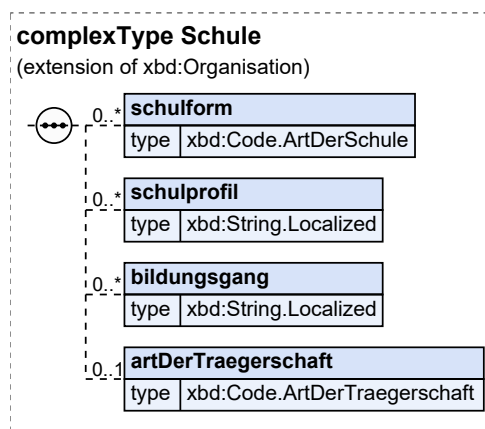 complexType Schule
(extension of xbd:Organisation)
0..* schulform
type xbd:Code.ArtDerSchule
0..* schulprofil
type xbd:String.Localized
0..* bildungsgang
type xbd:String.Localized
0..1 artDerTraegerschaft
type xbd:Code.ArtDerTraegerschaft